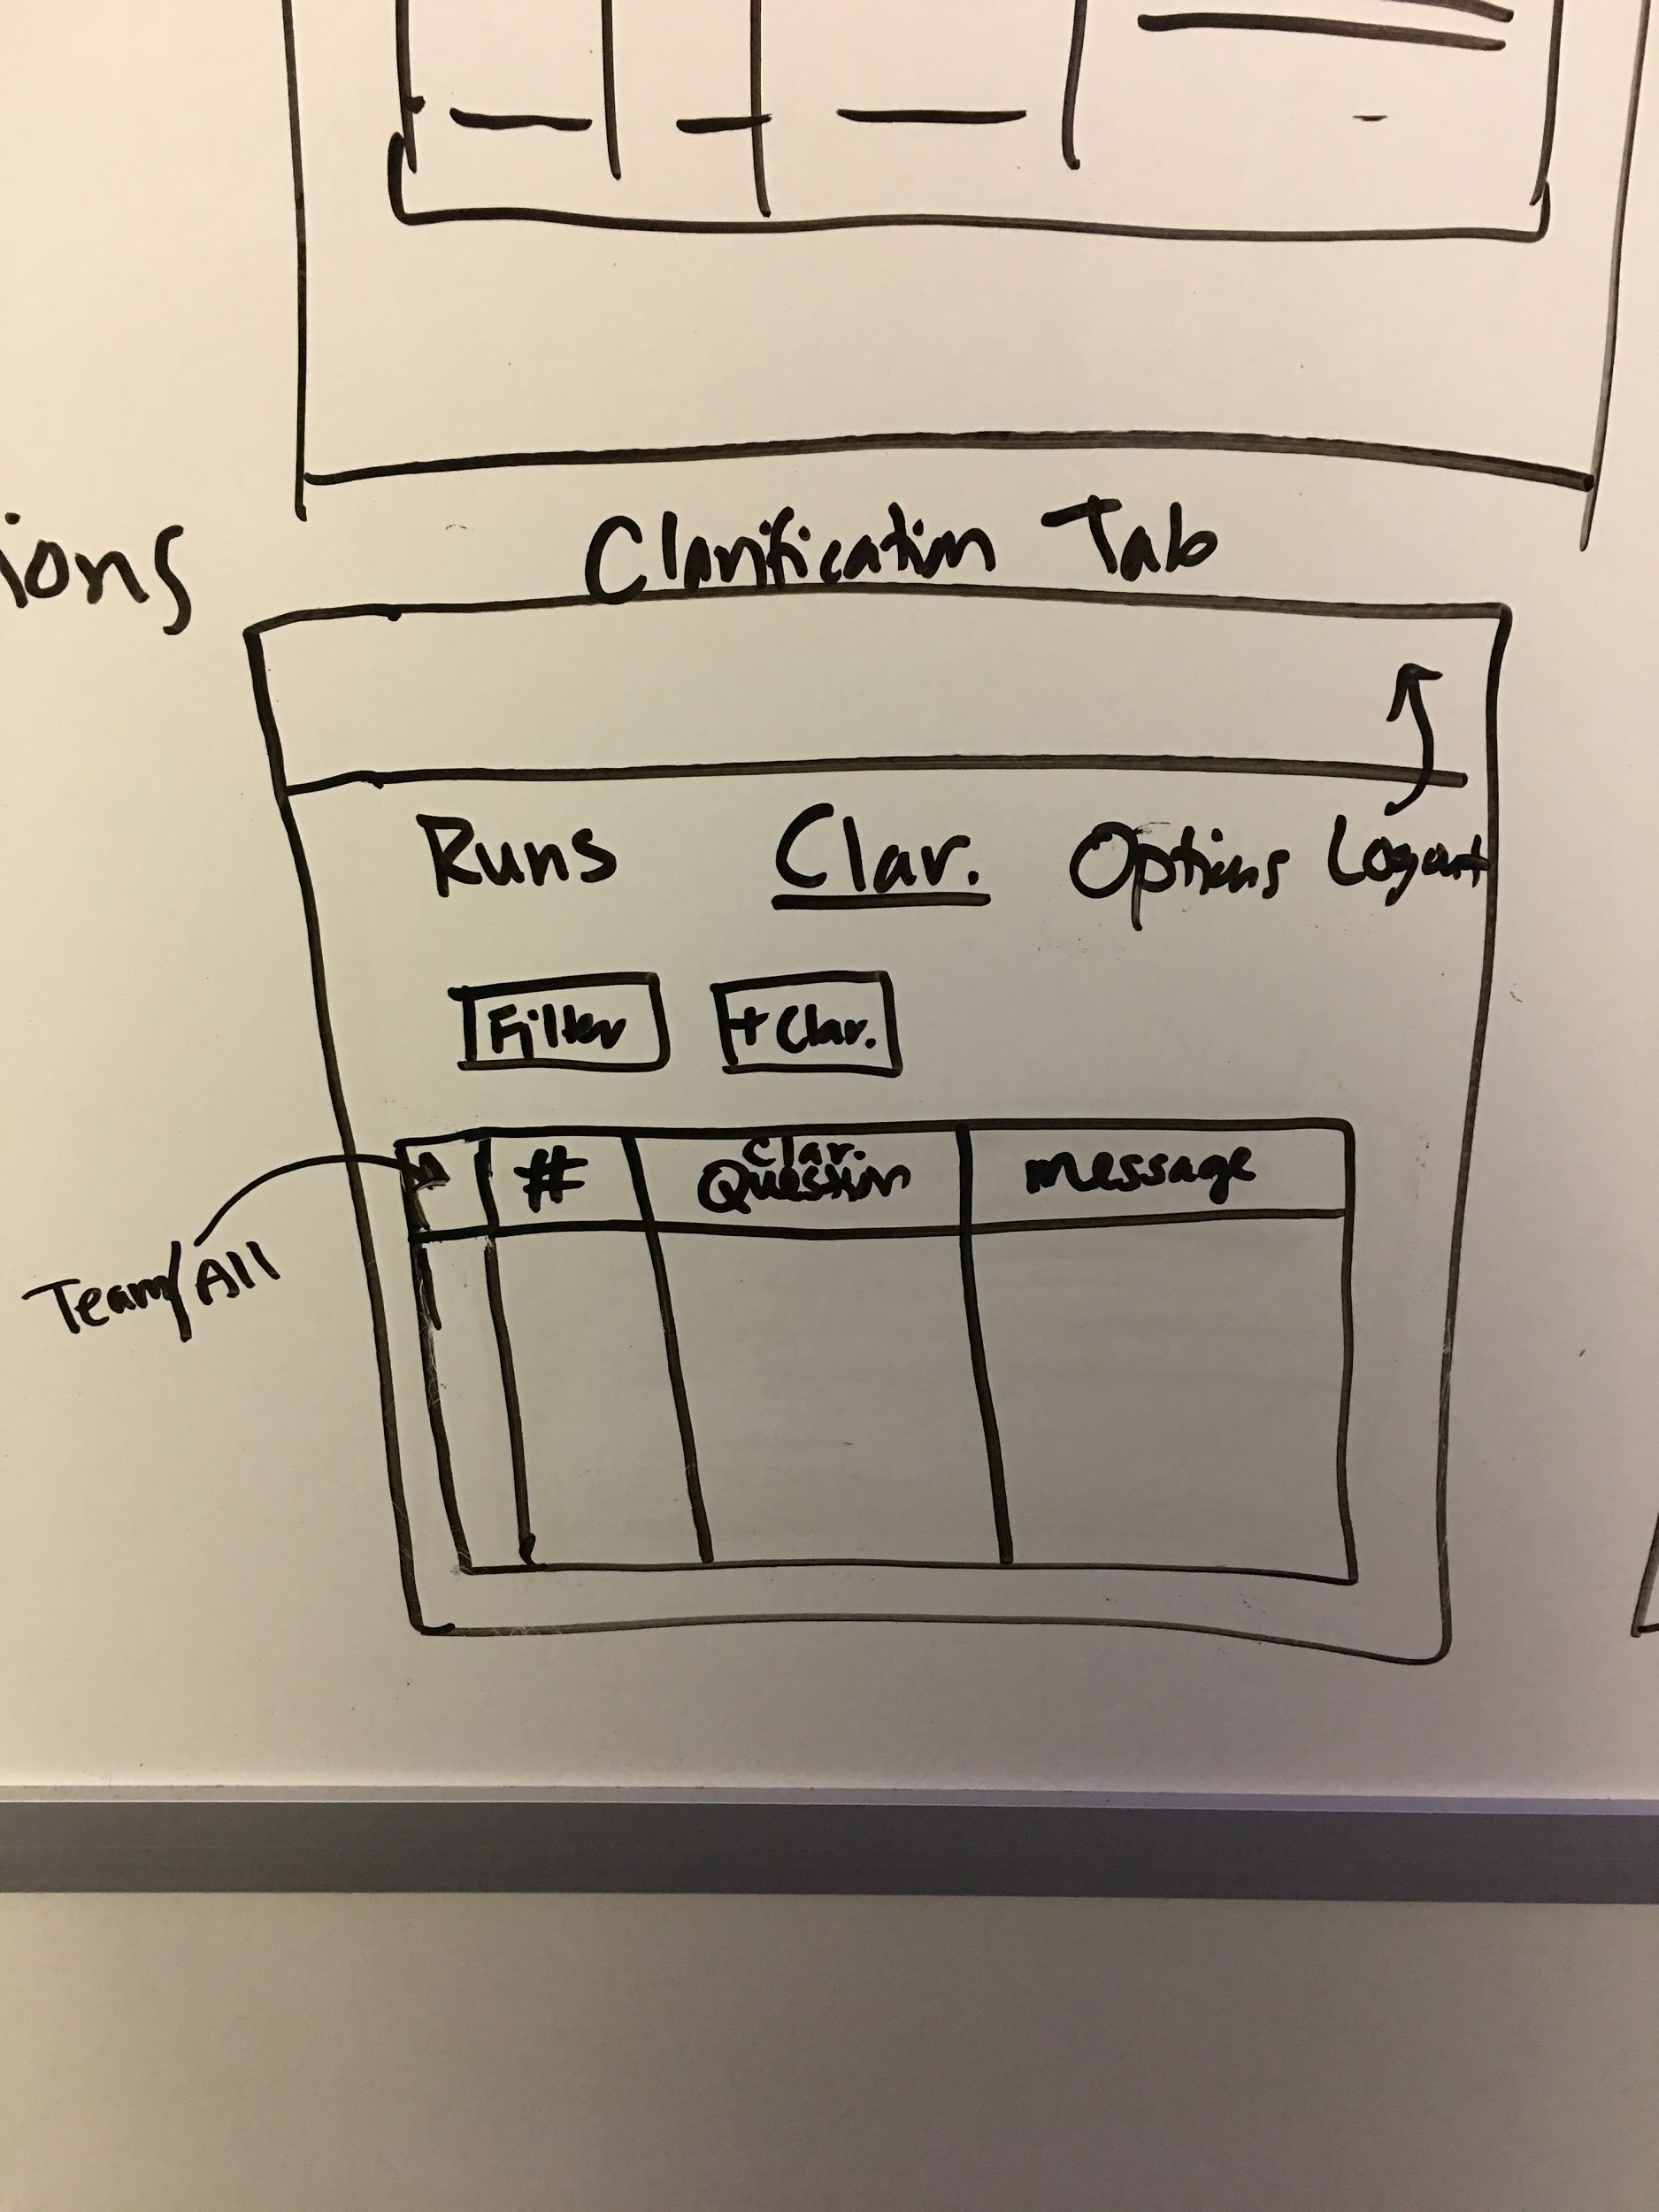 Clarification Tab
ions
Runs Clar. Options Logout
Filter +Clar.
# Clar. Question message
Team/All